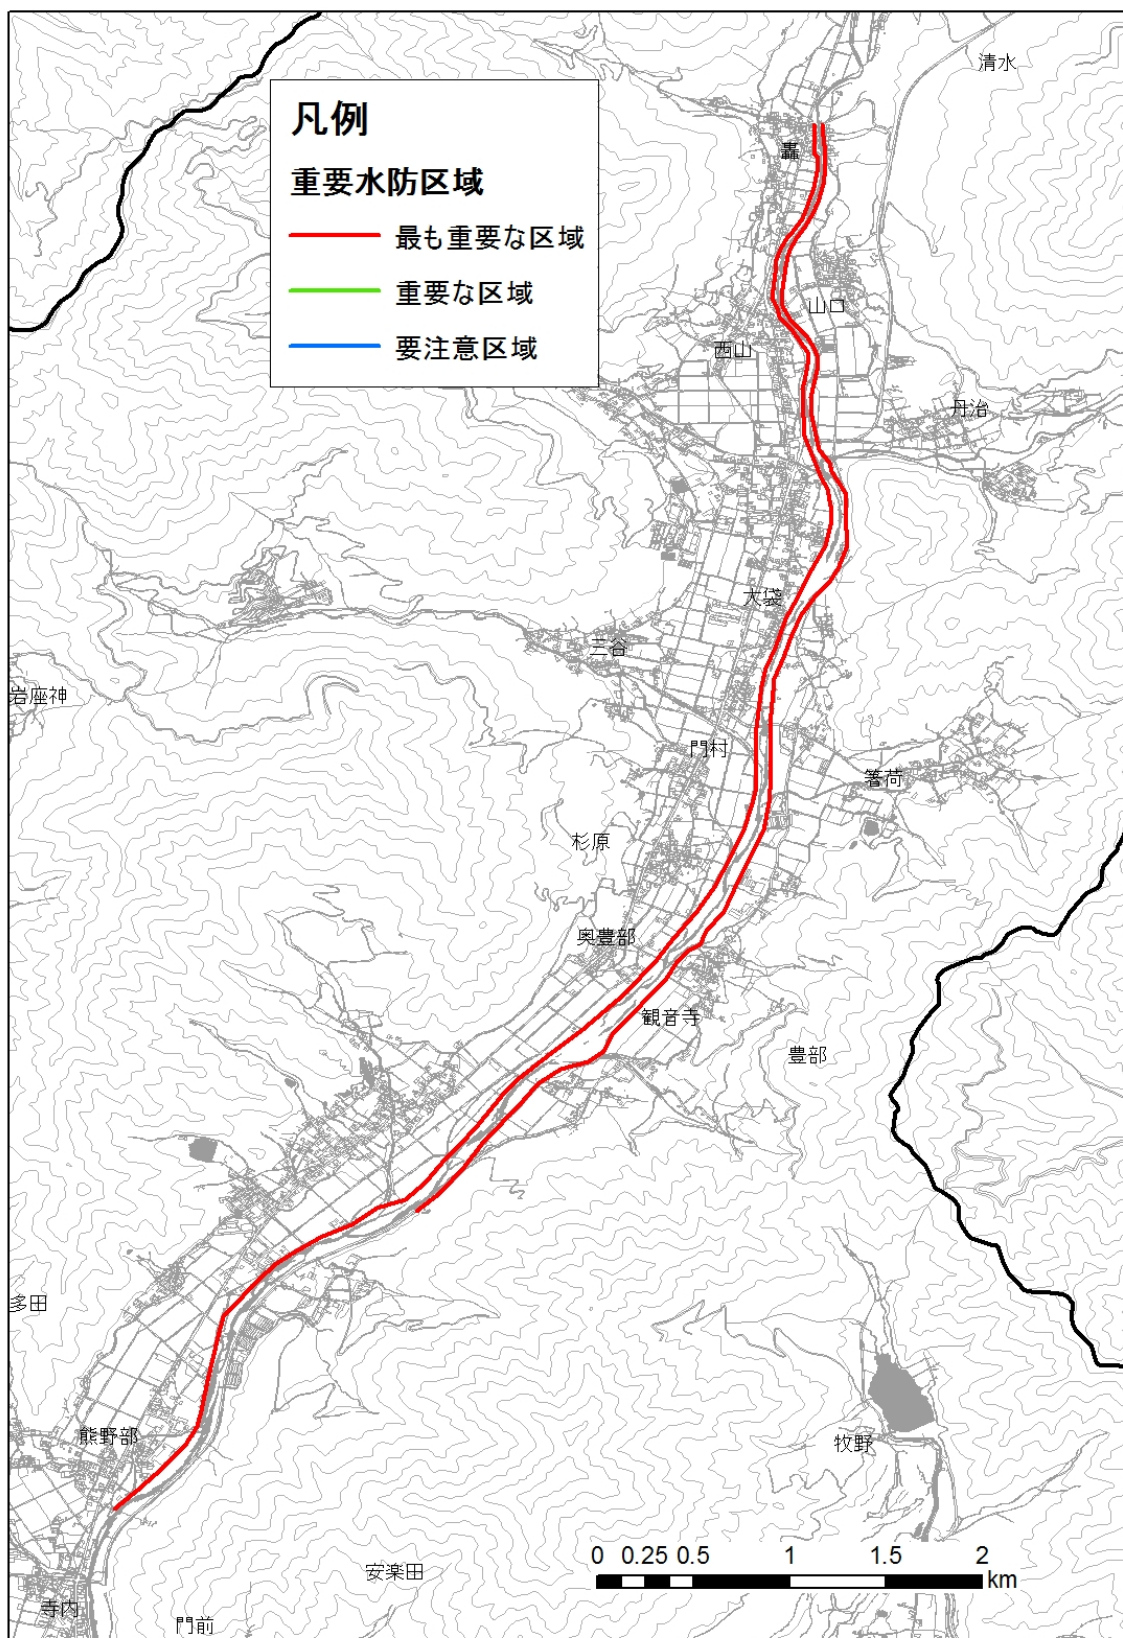 清水
凡例
重要水防区域
最も重要な区域
重要な区域
要注意区域
轟
山口
西山
丹治
大袋
三谷
岩座神
門村
箸荷
杉原
奥豊部
観音寺
豊部
多田
熊野部
牧野
0 0.25 0.5 1 1.5 2
km
安楽田
寺内
門前